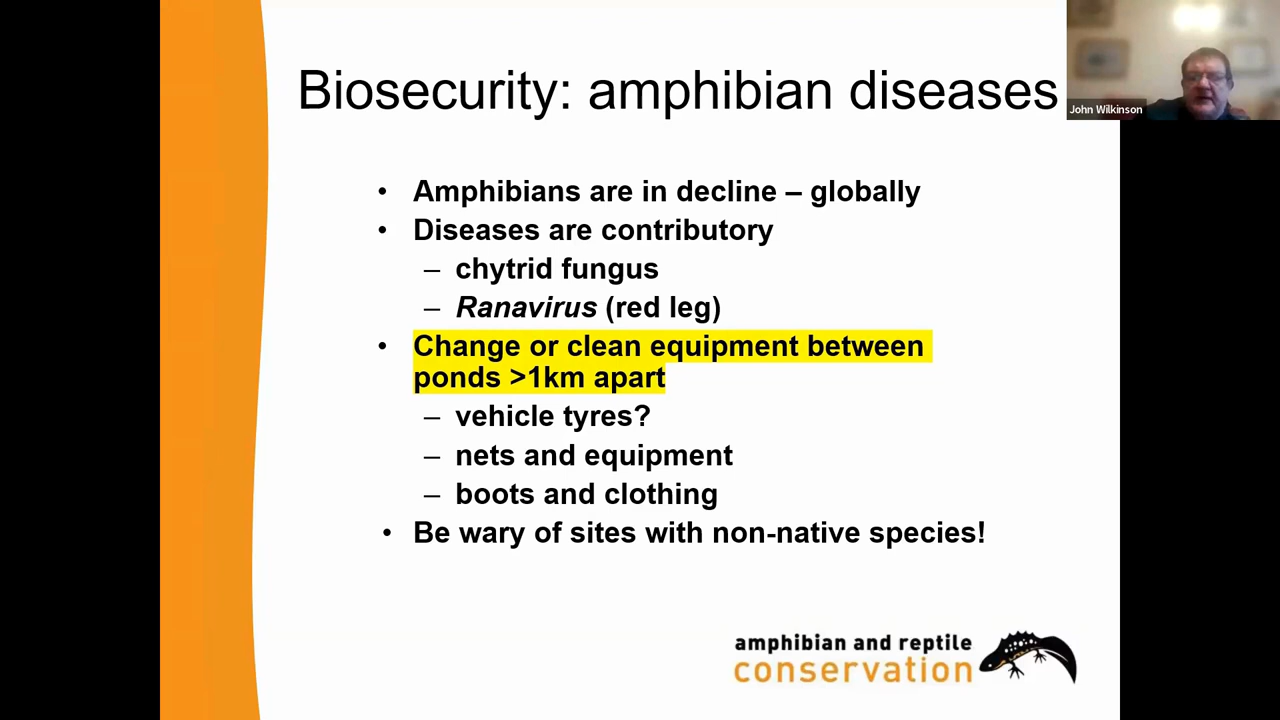 Biosecurity: amphibian diseases
John Wilkinson
• Amphibians are in decline – globally
• Diseases are contributory
– chytrid fungus
– Ranavirus (red leg)
• Change or clean equipment between
ponds >1km apart
– vehicle tyres?
– nets and equipment
– boots and clothing
• Be wary of sites with non-native species!
amphibian and reptile
conservation